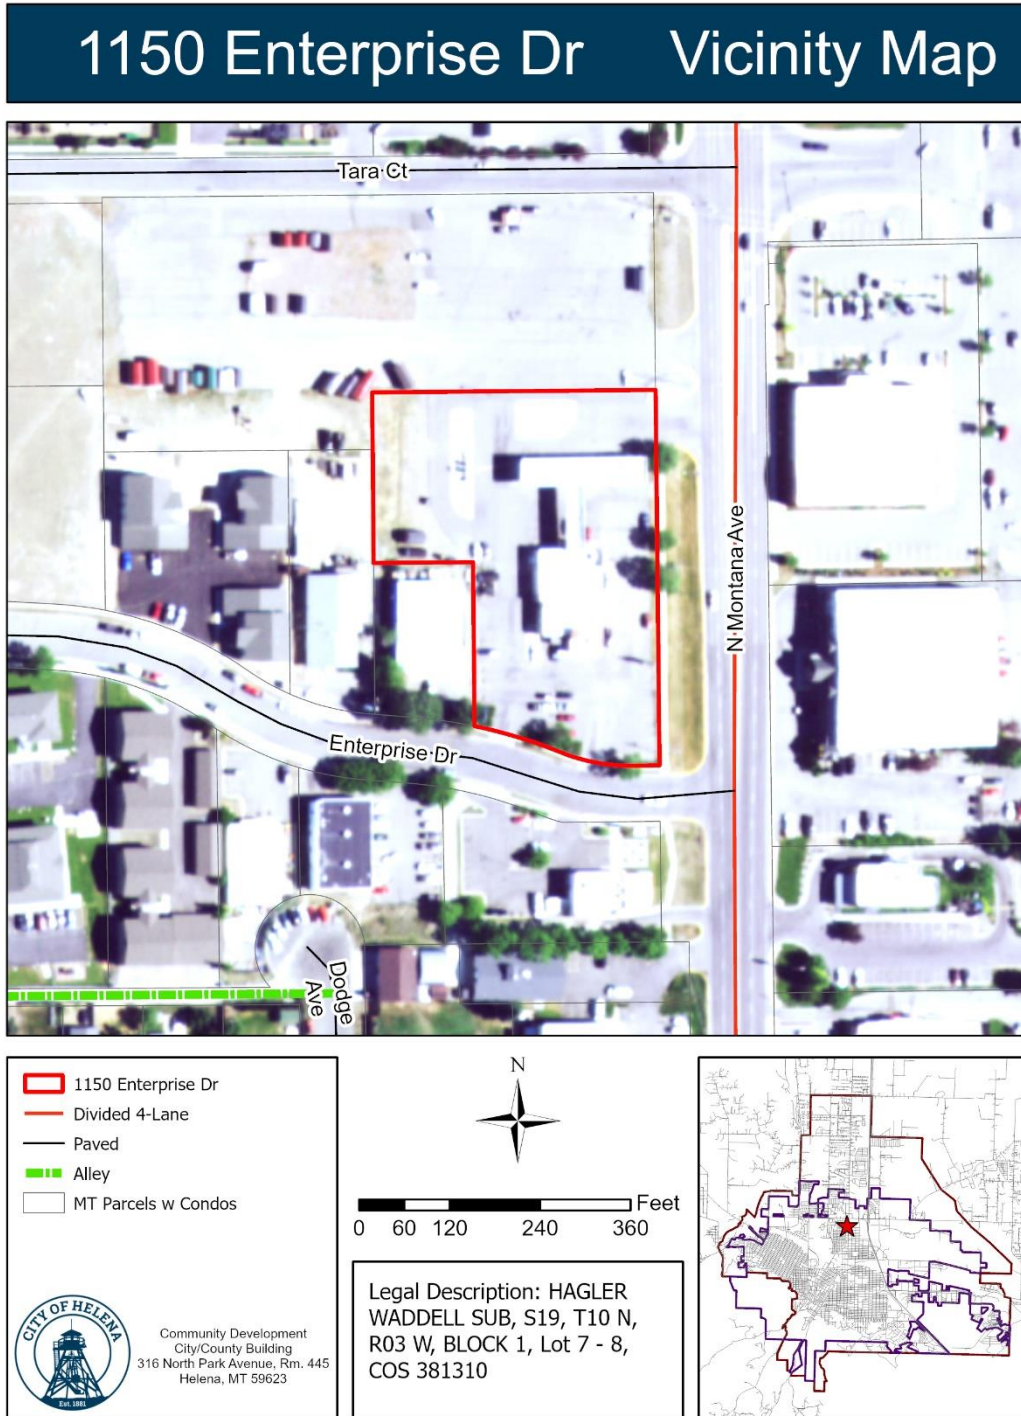 1150 Enterprise Dr Vicinity Map
Tara Ct
N Montana Ave
Enterprise Dr
Dodge
Ave
1150 Enterprise Dr
Divided 4-Lane
Paved
Alley
MT Parcels w Condos
CITY OF HELENA
Est. 1881
Community Development
City/County Building
316 North Park Avenue, Rm. 445
Helena, MT 59623
N
Feet
0 60 120 240 360
Legal Description: HAGLER
WADDELL SUB, S19, T10 N,
R03 W, BLOCK 1, Lot 7 - 8,
COS 381310